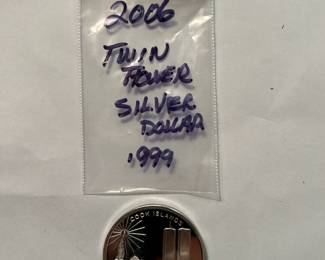 2006
TWIN
TOWER
SILVER
DOLLAR
.999
COOK ISLANDS